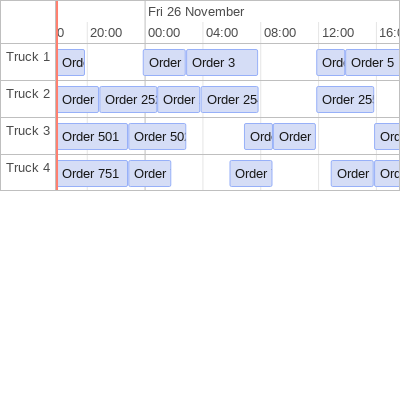 Fri 26 November
0 20:00 00:00 04:00 08:00 12:00 16:0
Truck 1 Ord Order Order 3 Ord Order 5
Truck 2 Order Order 25 Order Order 25 Order 25
Truck 3 Order 501 Order 50 Ord Order Ord
Truck 4 Order 751 Order Order Order Ord